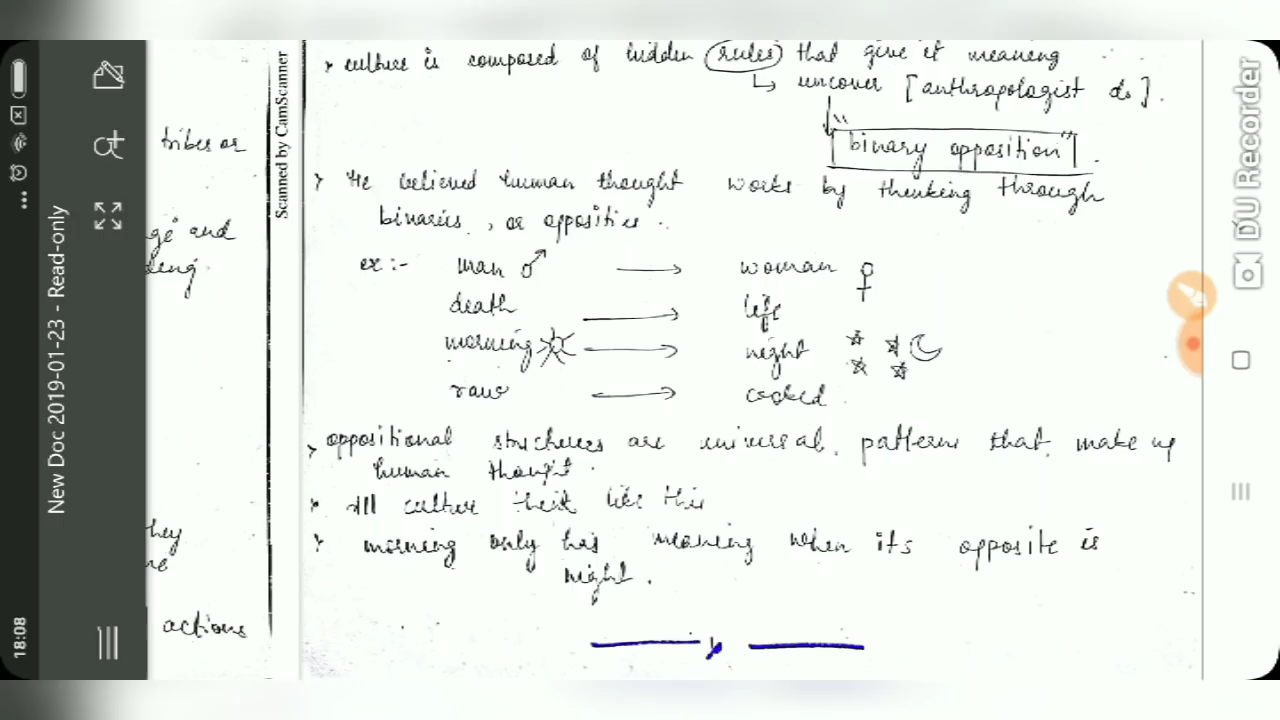 culture is composed of hidden rules that give it meaning
↳ uncover [anthropologist do].
"binary opposition".
He believed human thought works by thinking through
binaries, or opposities.
ex:- man ♂ → woman ♀
death → life
morning → night
raw → cooked
oppositional structures are universal. patterns that make up
human thought.
All culture think like this
morning only has meaning when its opposite is
night.
tribes or
ge and
hey
actions
Scanned by CamScanner
New Doc 2019-01-23 - Read-only
18:08
DU Recorder